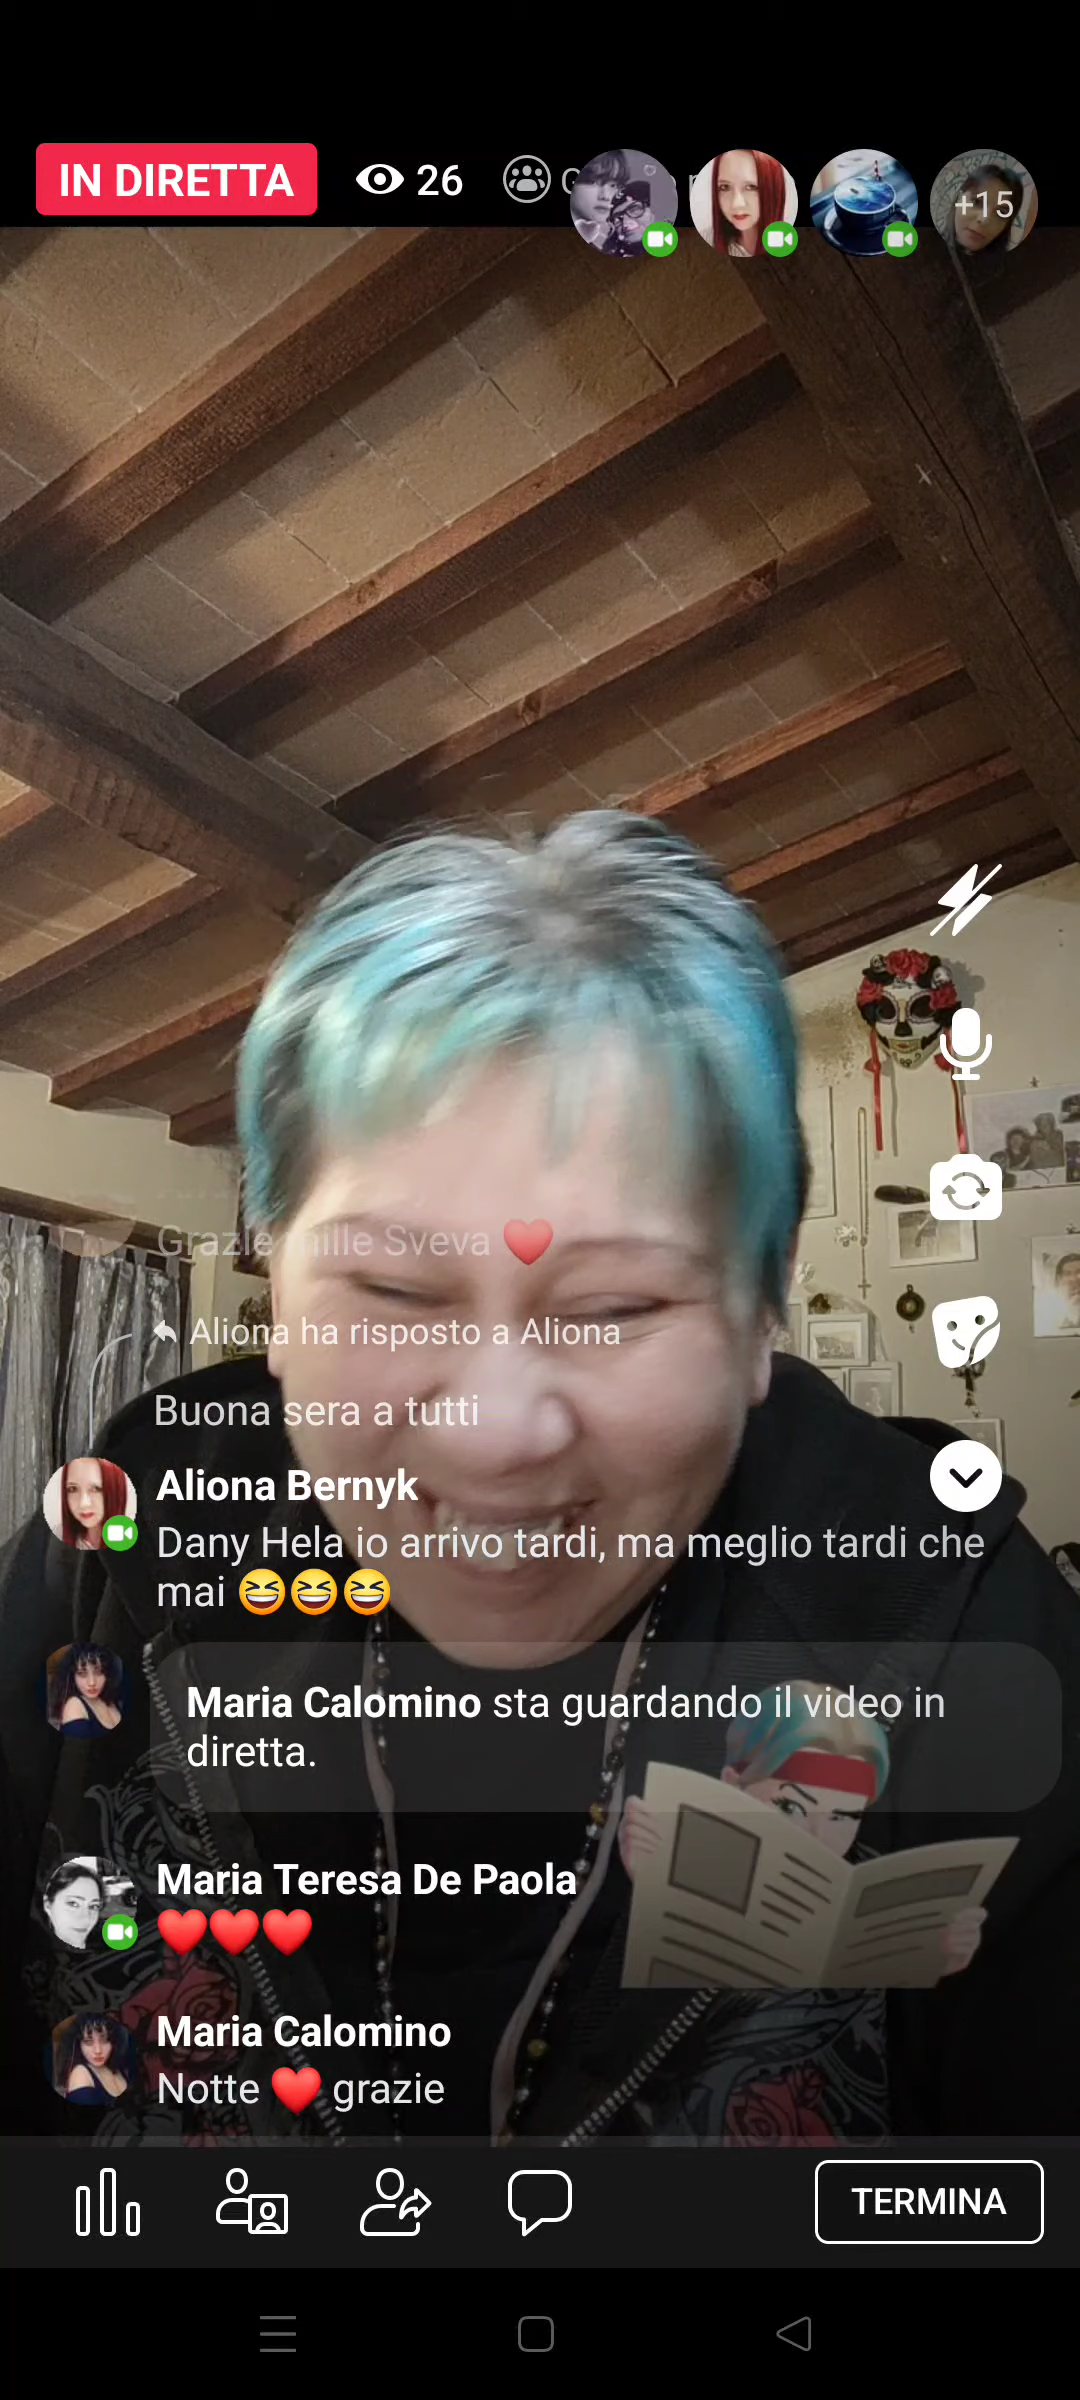 IN DIRETTA
26
+15
Grazie mille Sveva ❤️
Aliona ha risposto a Aliona
Buona sera a tutti
Aliona Bernyk
Dany Hela io arrivo tardi, ma meglio tardi che
mai 😆😆😆
Maria Calomino sta guardando il video in
diretta.
Maria Teresa De Paola
❤️❤️❤️
Maria Calomino
Notte ❤️ grazie
TERMINA